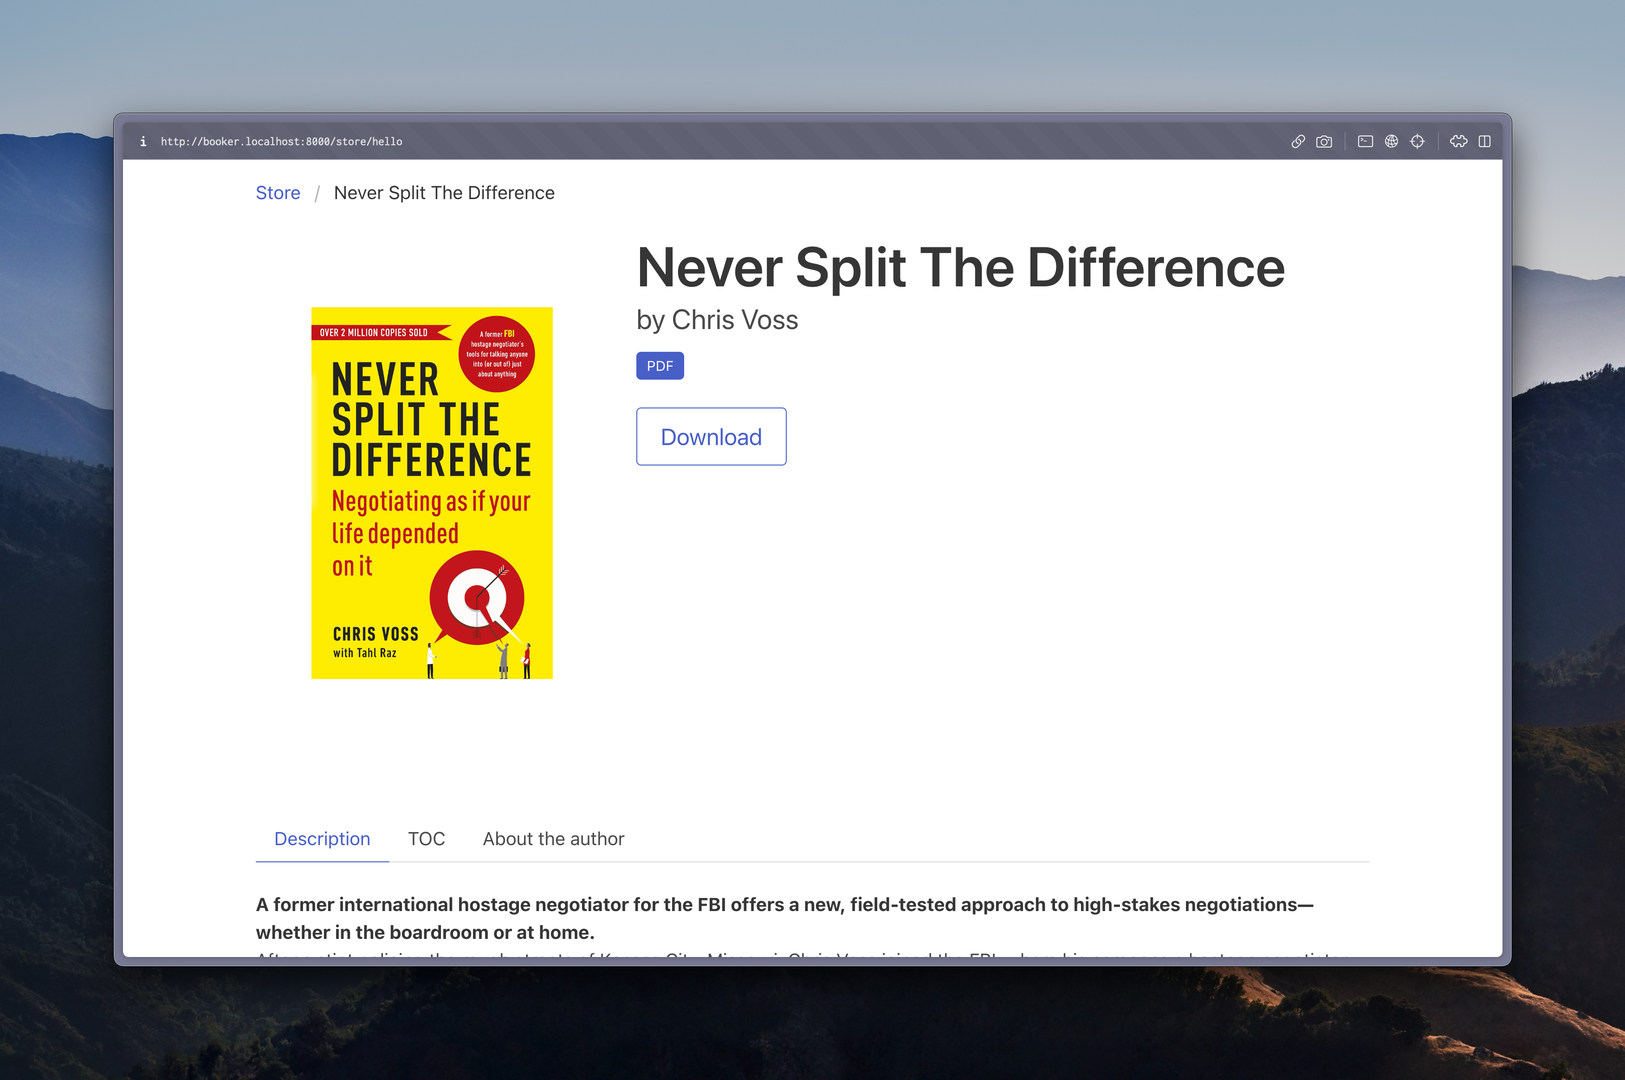 http://booker.localhost:8000/store/hello
Store / Never Split The Difference
Never Split The Difference
by Chris Voss
PDF
Download
OVER 2 MILLION COPIES SOLD
A former FBI
hostage negotiator's
tools for talking anyone
into (or out of) just
about anything
NEVER
SPLIT THE
DIFFERENCE
Negotiating as if your
life depended
on it
CHRIS VOSS
with Tahl Raz
Description TOC About the author
A former international hostage negotiator for the FBI offers a new, field-tested approach to high-stakes negotiations—
whether in the boardroom or at home.